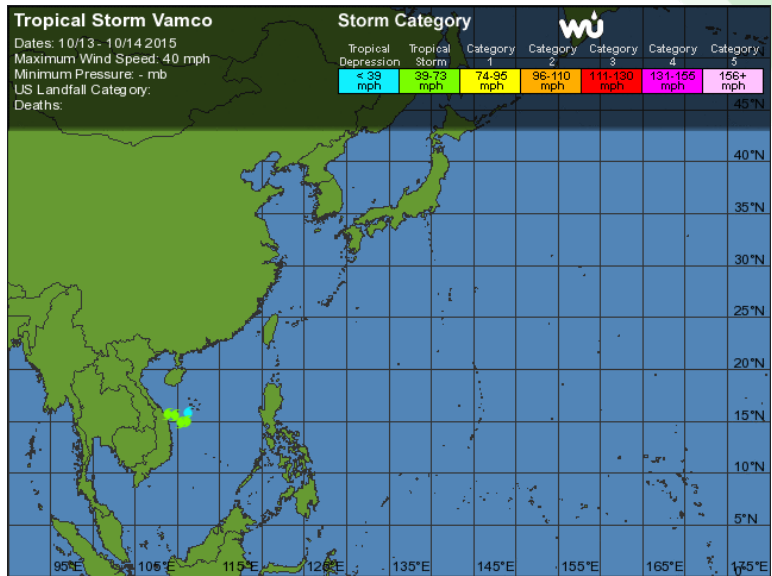 Tropical Storm Vamco
Dates: 10/13 - 10/14 2015
Maximum Wind Speed: 40 mph
Minimum Pressure: - mb
US Landfall Category:
Deaths:
Storm Category
wu
Tropical Depression
< 39 mph
Tropical Storm
39-73 mph
Category 1
74-95 mph
Category 2
96-110 mph
Category 3
111-130 mph
Category 4
131-155 mph
Category 5
156+ mph
45°N
40°N
35°N
30°N
25°N
20°N
15°N
10°N
5°N
95°E 105°E 115°E 125°E 135°E 145°E 155°E 165°E 175°E